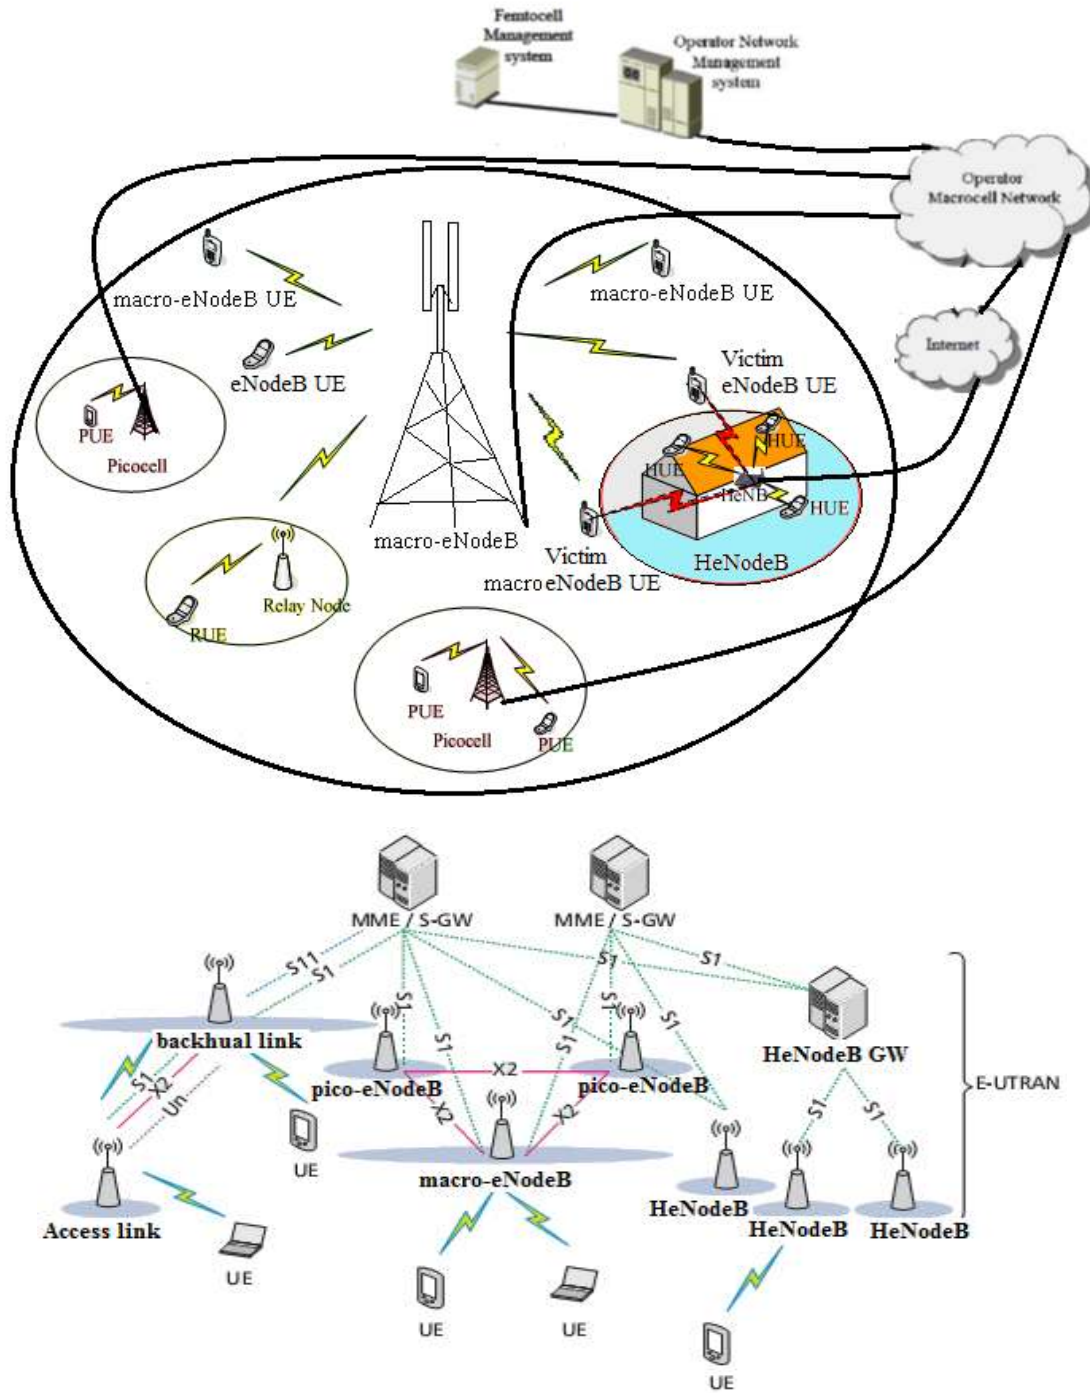 Femtocell
Management
system
Operator Network
Management
system
Operator
Macrocell Network
Internet
macro-eNodeB UE
macro-eNodeB UE
eNodeB UE
Victim
eNodeB UE
PUE
Picocell
HUE
HUE
HeNB
HUE
HeNodeB
macro-eNodeB
Victim
macroeNodeB UE
Relay Node
RUE
PUE
Picocell
PUE
MME / S-GW
MME / S-GW
S11
S1
S1
S1
S1
S1
S1
S1
S1
S1
backhual link
pico-eNodeB
X2
pico-eNodeB
HeNodeB GW
E-UTRAN
S1
X2
Un
X2
X2
S1
S1
UE
macro-eNodeB
Access link
HeNodeB
HeNodeB
HeNodeB
UE
UE
UE
UE